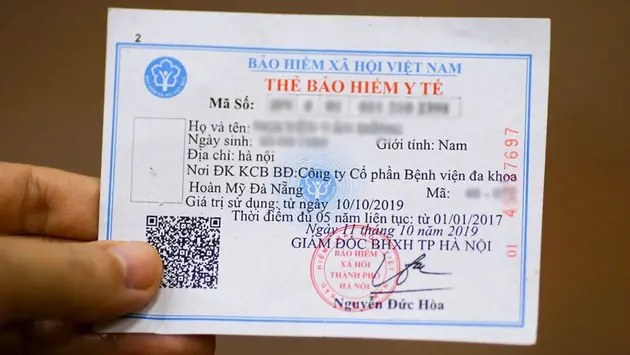 2
BẢO HIỂM XÃ HỘI VIỆT NAM
THẺ BẢO HIỂM Y TẾ
Mã Số:
Họ và tên:
Ngày sinh:
Giới tính: Nam
Địa chỉ: hà nội
Nơi ĐK KCB BĐ:Công ty Cổ phần Bệnh viện đa khoa
Hoàn Mỹ Đà Nẵng
Mã:
Giá trị sử dụng: từ ngày 10/10/2019
Thời điểm đủ 05 năm liên tục: từ 01/01/2017
Ngày 11 tháng 10 năm 2019
GIÁM ĐỐC BHXH TP HÀ NỘI
BẢO HIỂM
XÃ HỘI
THÀNH PHỐ
HÀ NỘI
Nguyễn Đức Hòa
01
7697